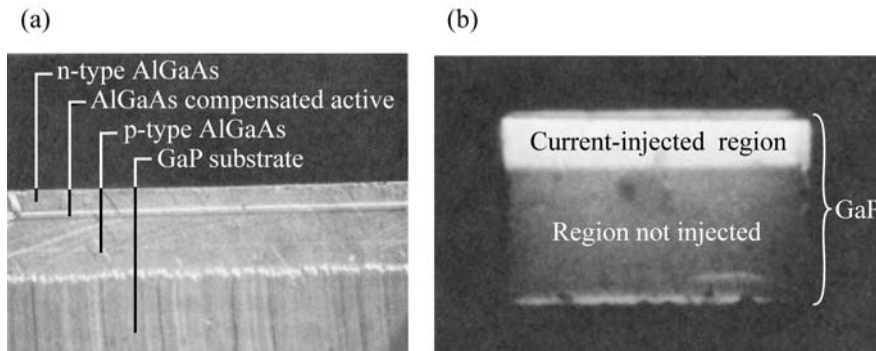 (a)
n-type AlGaAs
AlGaAs compensated active
p-type AlGaAs
GaP substrate
(b)
Current-injected region
Region not injected
GaP